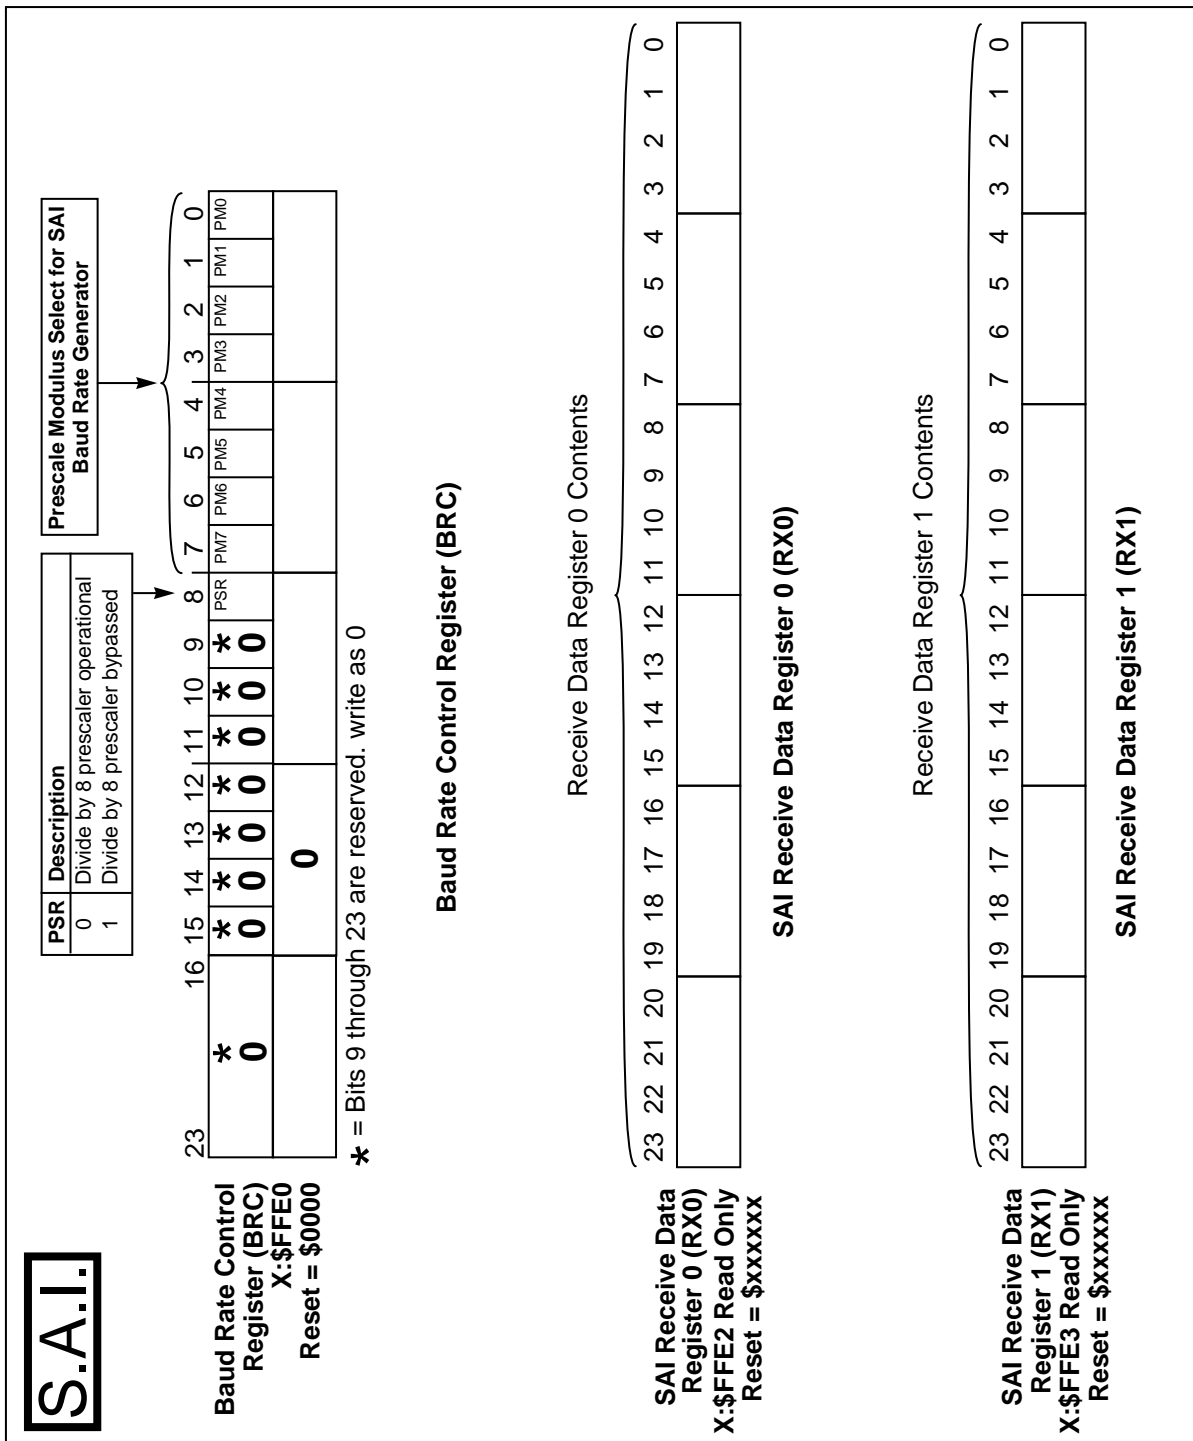 S.A.I.
PSR Description
0 Divide by 8 prescaler operational
1 Divide by 8 prescaler bypassed
Prescale Modulus Select for SAI
Baud Rate Generator
Baud Rate Control
Register (BRC)
X:$FFE0
Reset = $0000
23 16 15 14 13 12 11 10 9 8 7 6 5 4 3 2 1 0
* * * * * * * * PSR PM7 PM6 PM5 PM4 PM3 PM2 PM1 PM0
0 0 0 0 0 0 0 0
0
* = Bits 9 through 23 are reserved. write as 0
Baud Rate Control Register (BRC)
Receive Data Register 0 Contents
SAI Receive Data
Register 0 (RX0)
X:$FFE2 Read Only
Reset = $xxxxxx
23 22 21 20 19 18 17 16 15 14 13 12 11 10 9 8 7 6 5 4 3 2 1 0
SAI Receive Data Register 0 (RX0)
Receive Data Register 1 Contents
SAI Receive Data
Register 1 (RX1)
X:$FFE3 Read Only
Reset = $xxxxxx
23 22 21 20 19 18 17 16 15 14 13 12 11 10 9 8 7 6 5 4 3 2 1 0
SAI Receive Data Register 1 (RX1)